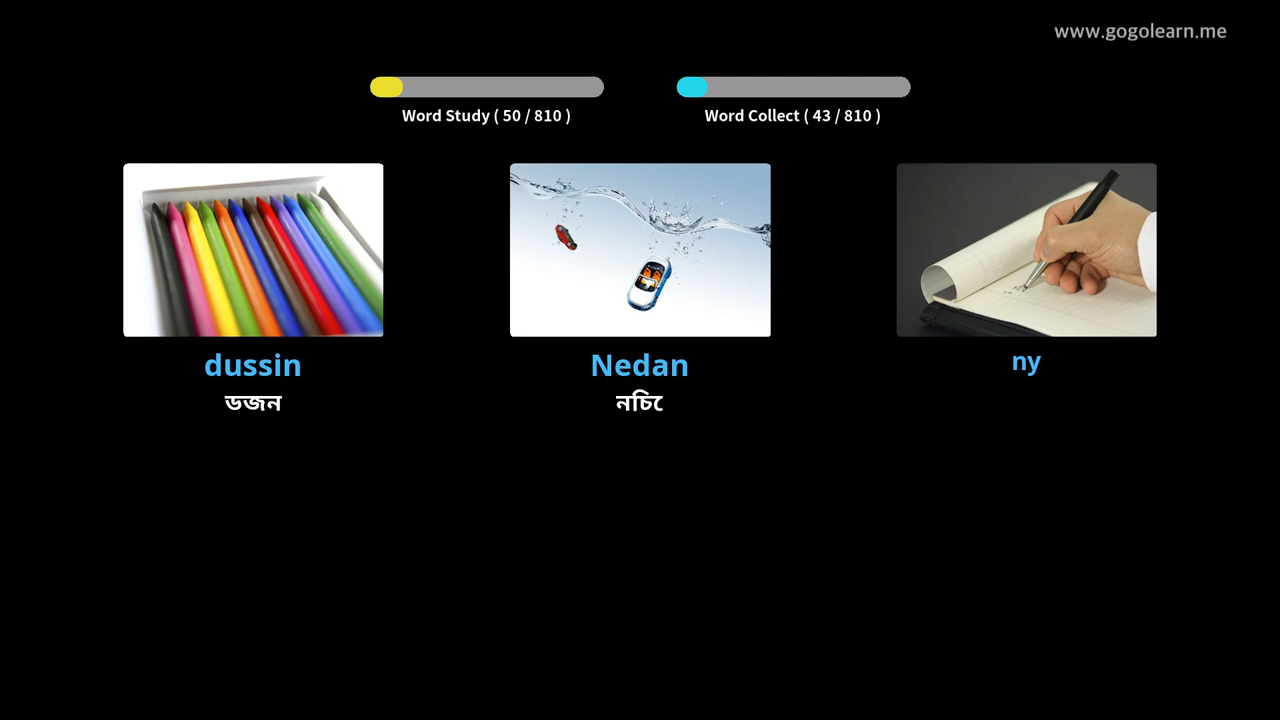 www.gogolearn.me
Word Study ( 50 / 810 )
Word Collect ( 43 / 810 )
dussin
Nedan
ny
ডজন
নিচে